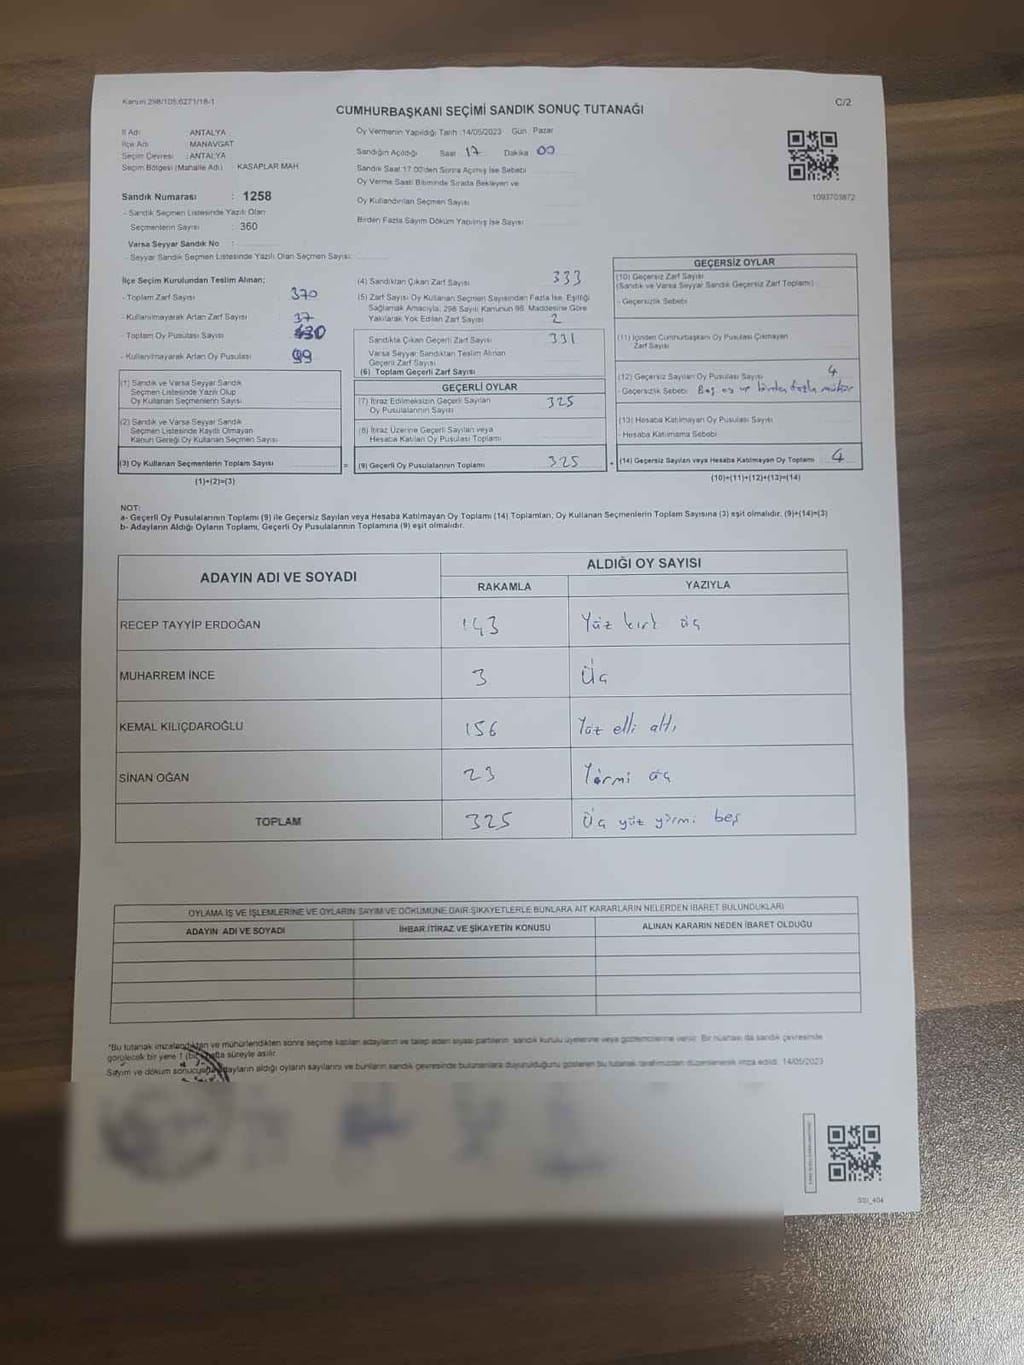 Kanun 298/105;6271/18-1
C/2
CUMHURBAŞKANI SEÇİMİ SANDIK SONUÇ TUTANAĞI
İl Adı : ANTALYA
İlçe Adı : MANAVGAT
Seçim Çevresi : ANTALYA
Seçim Bölgesi (Mahalle Adı) : KASAPLAR MAH
Sandık Numarası : 1258
- Sandık Seçmen Listesinde Yazılı Olan
Seçmenlerin Sayısı : 360
Varsa Seyyar Sandık No :
- Seyyar Sandık Seçmen Listesinde Yazılı Olan Seçmen Sayısı:
Oy Vermenin Yapıldığı Tarih :14/05/2023 Gün : Pazar
Sandığın Açıldığı Saat : 17 Dakika : 00
Sandık Saat 17.00'den Sonra Açılmış İse Sebebi
Oy Verme Saati Bitiminde Sırada Bekleyen ve
Oy Kullandırılan Seçmen Sayısı
Birden Fazla Sayım Döküm Yapılmış İse Sayısı
1093703872
İlçe Seçim Kurulundan Teslim Alınan;
- Toplam Zarf Sayısı 370
- Kullanılmayarak Artan Zarf Sayısı 37
- Toplam Oy Pusulası Sayısı
- Kullanılmayarak Artan Oy Pusulası
(1) Sandık ve Varsa Seyyar Sandık
Seçmen Listesinde Yazılı Olup
Oy Kullanan Seçmenlerin Sayısı
(2) Sandık ve Varsa Seyyar Sandık
Seçmen Listesinde Kayıtlı Olmayan
Kanun Gereği Oy Kullanan Seçmen Sayısı
(3) Oy Kullanan Seçmenlerin Toplam Sayısı =
(1)+(2)=(3)
(4) Sandıktan Çıkan Zarf Sayısı 333
(5) Zarf Sayısı Oy Kullanan Seçmen Sayısından Fazla İse, Eşitliği
Sağlamak Amacıyla, 298 Sayılı Kanunun 98. Maddesine Göre
Yakılarak Yok Edilen Zarf Sayısı 2
Sandıkta Çıkan Geçerli Zarf Sayısı 331
Varsa Seyyar Sandıktan Teslim Alınan
Geçerli Zarf Sayısı
(6) Toplam Geçerli Zarf Sayısı
GEÇERLİ OYLAR
(7) İtiraz Edilmeksizin Geçerli Sayılan
Oy Pusulalarının Sayısı 325
(8) İtiraz Üzerine Geçerli Sayılan veya
Hesaba Katılan Oy Pusulası Toplamı
(9) Geçerli Oy Pusulalarının Toplamı 325 +
GEÇERSİZ OYLAR
(10) Geçersiz Zarf Sayısı
(Sandık ve Varsa Seyyar Sandık Geçersiz Zarf Toplamı)
- Geçersizlik Sebebi
(11) İçinden Cumhurbaşkanı Oy Pusulası Çıkmayan
Zarf Sayısı
(12) Geçersiz Sayılan Oy Pusulası Sayısı 4
- Geçersizlik Sebebi Boş oy ve birden fazla mühür
(13) Hesaba Katılmayan Oy Pusulası Sayısı
- Hesaba Katılmama Sebebi
(14) Geçersiz Sayılan veya Hesaba Katılmayan Oy Toplamı 4
(10)+(11)+(12)+(13)=(14)
NOT:
a- Geçerli Oy Pusulalarının Toplamı (9) ile Geçersiz Sayılan veya Hesaba Katılmayan Oy Toplamı (14) Toplamları, Oy Kullanan Seçmenlerin Toplam Sayısına (3) eşit olmalıdır. (9)+(14)=(3)
b- Adayların Aldığı Oyların Toplamı, Geçerli Oy Pusulalarının Toplamına (9) eşit olmalıdır.
ADAYIN ADI VE SOYADI
ALDIĞI OY SAYISI
RAKAMLA YAZIYLA
RECEP TAYYİP ERDOĞAN 143 Yüz kırk üç
MUHARREM İNCE 3 Üç
KEMAL KILIÇDAROĞLU 156 Yüz elli altı
SİNAN OĞAN 23 Yirmi üç
TOPLAM 325 Üç yüz yirmi beş
OYLAMA İŞ VE İŞLEMLERİNE VE OYLARIN SAYIM VE DÖKÜMÜNE DAİR ŞİKAYETLERLE BUNLARA AİT KARARLARIN NELERDEN İBARET BULUNDUKLARI
ADAYIN ADI VE SOYADI İHBAR,İTİRAZ VE ŞİKAYETİN KONUSU ALINAN KARARIN NEDEN İBARET OLDUĞU
*Bu tutanak imzalandıktan ve mühürlendikten sonra seçime katılan adayların ve talep eden siyasi partilerin sandık kurulu üyelerine veya gözlemcilerine verilir. Bir nüshası da sandık çevresinde
görülecek bir yere 1 (bir) hafta süreyle asılır.
Sayım ve döküm sonucunda adayların aldığı oyların sayılarını ve bunların sandık çevresinde bulunanlara duyurulduğunu gösteren bu tutanak tarafımızdan düzenlenerek imza edildi. 14/05/2023
SSI_404